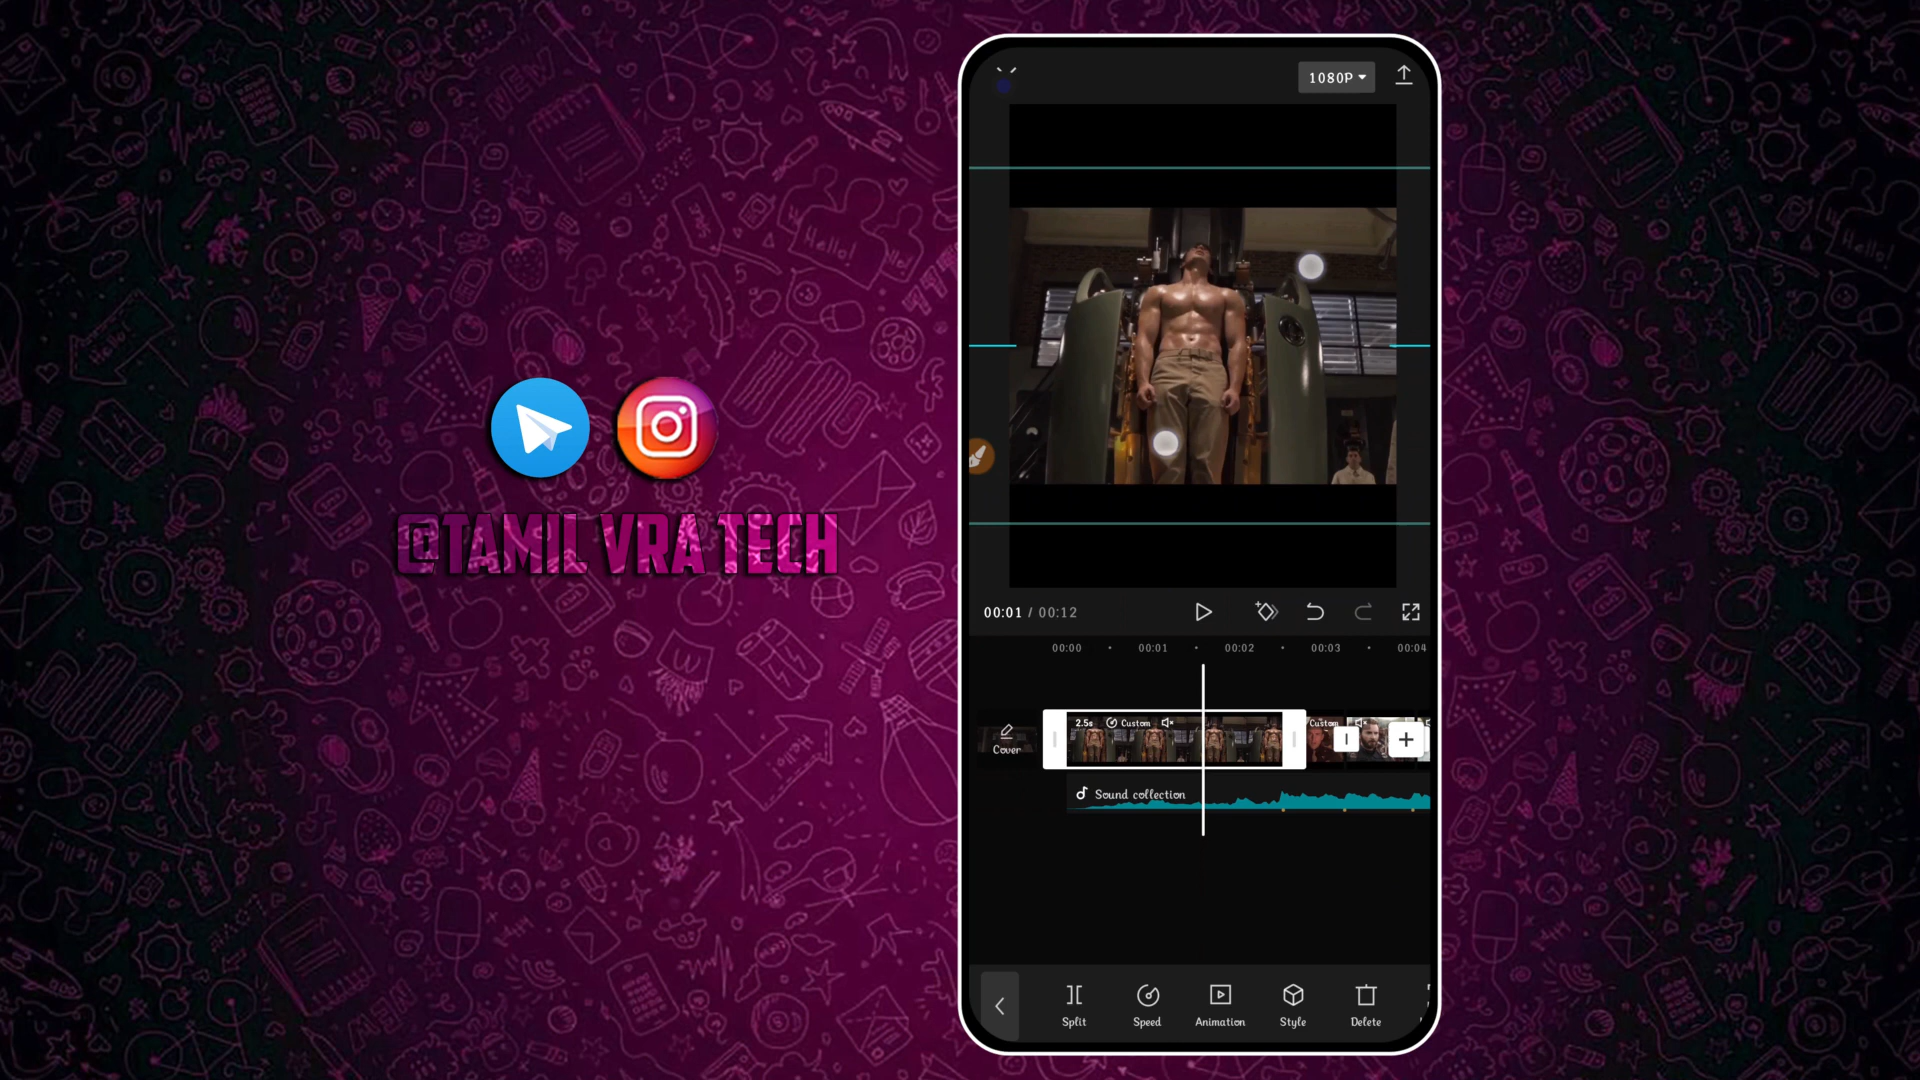 1080P
@TAMIL VRA TECH
00:01 / 00:12
00:00 00:01 00:02 00:03 00:04
2.5s Custom Custom
Cover
Sound collection
Split Speed Animation Style Delete